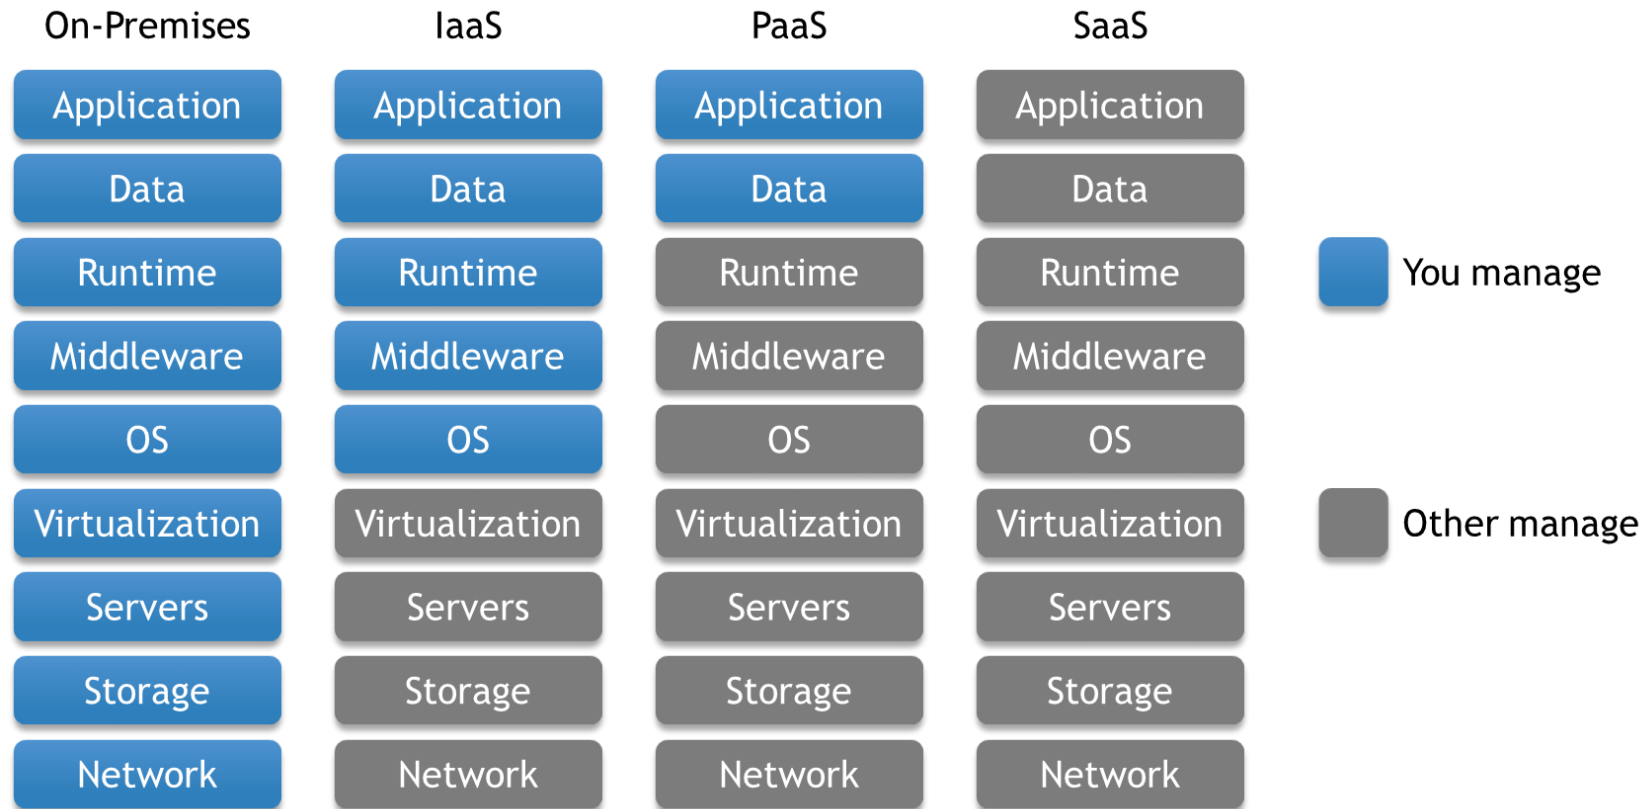 On-Premises IaaS PaaS SaaS
Application Application Application Application
Data Data Data Data
Runtime Runtime Runtime Runtime
You manage
Middleware Middleware Middleware Middleware
OS OS OS OS
Virtualization Virtualization Virtualization Virtualization
Other manage
Servers Servers Servers Servers
Storage Storage Storage Storage
Network Network Network Network